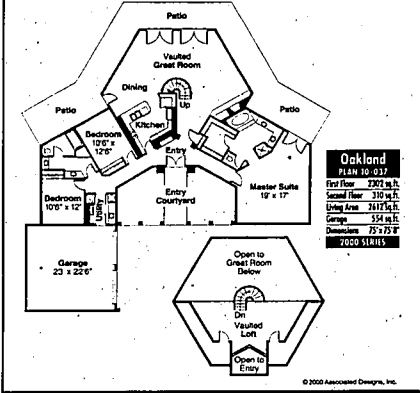 Patio
Vaulted
Great Room
Dining
Up
Patio
Patio
Kitchen
Bedroom
10'6" x
12'6"
Entry
Bedroom
10'6" x 12'
Utility
Entry
Courtyard
Master Suite
19' x 17'
Garage
23' x 22'6"
Oakland
PLAN 10-037
First Floor 2302 sq.ft.
Second Floor 310 sq.ft.
Living Area 2612 sq.ft.
Garage 554 sq.ft.
Dimensions 75' x 75'8"
2000 SERIES
Open to
Great Room
Below
Dn
Vaulted
Loft
Open to
Entry
© 2000 Associated Designs, Inc.